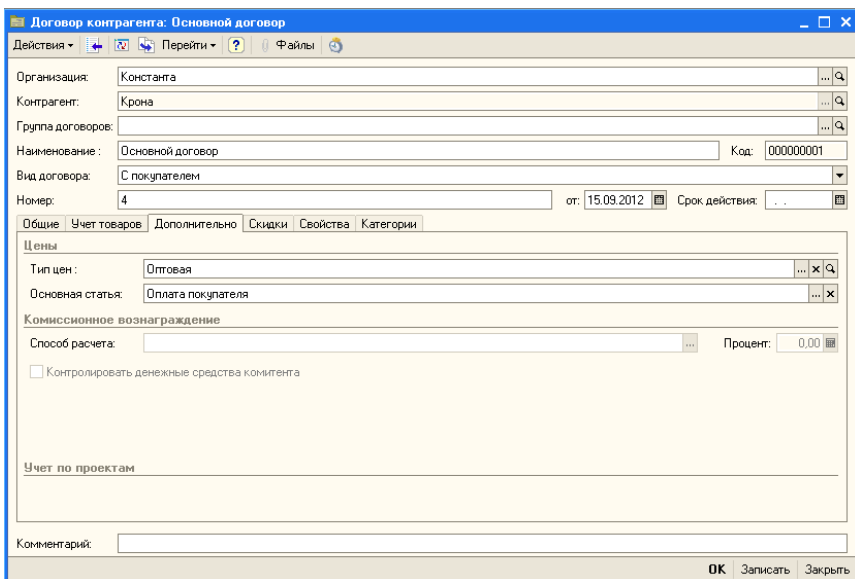 Договор контрагента: Основной договор
Действия Перейти ? Файлы
Организация: Константа ...
Контрагент: Крона ...
Группа договоров: ...
Наименование : Основной договор Код: 000000001
Вид договора: С покупателем
Номер: 4 от: 15.09.2012 Срок действия: . .
Общие Учет товаров Дополнительно Скидки Свойства Категории
Цены
Тип цен : Оптовая ... x
Основная статья: Оплата покупателя ... x
Комиссионное вознаграждение
Способ расчета: ... Процент: 0,00
Контролировать денежные средства комитента
Учет по проектам
Комментарий:
OK Записать Закрыть